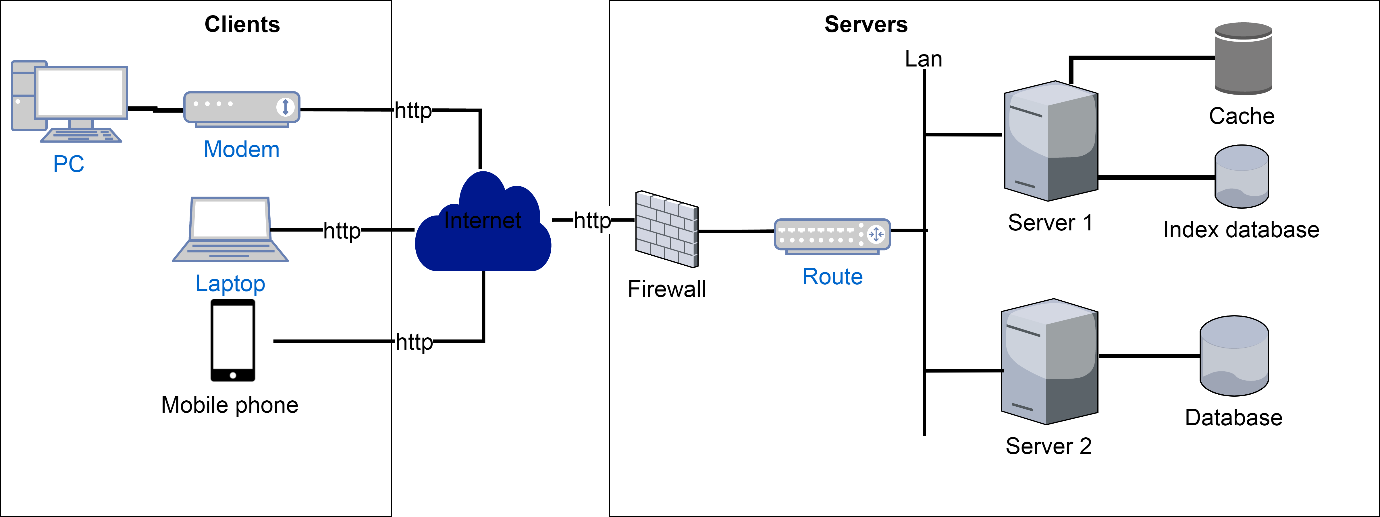 Clients
Servers
Lan
http
Cache
PC
Modem
Internet
http
http
Server 1
Index database
Laptop
Firewall
Route
http
Mobile phone
Database
Server 2